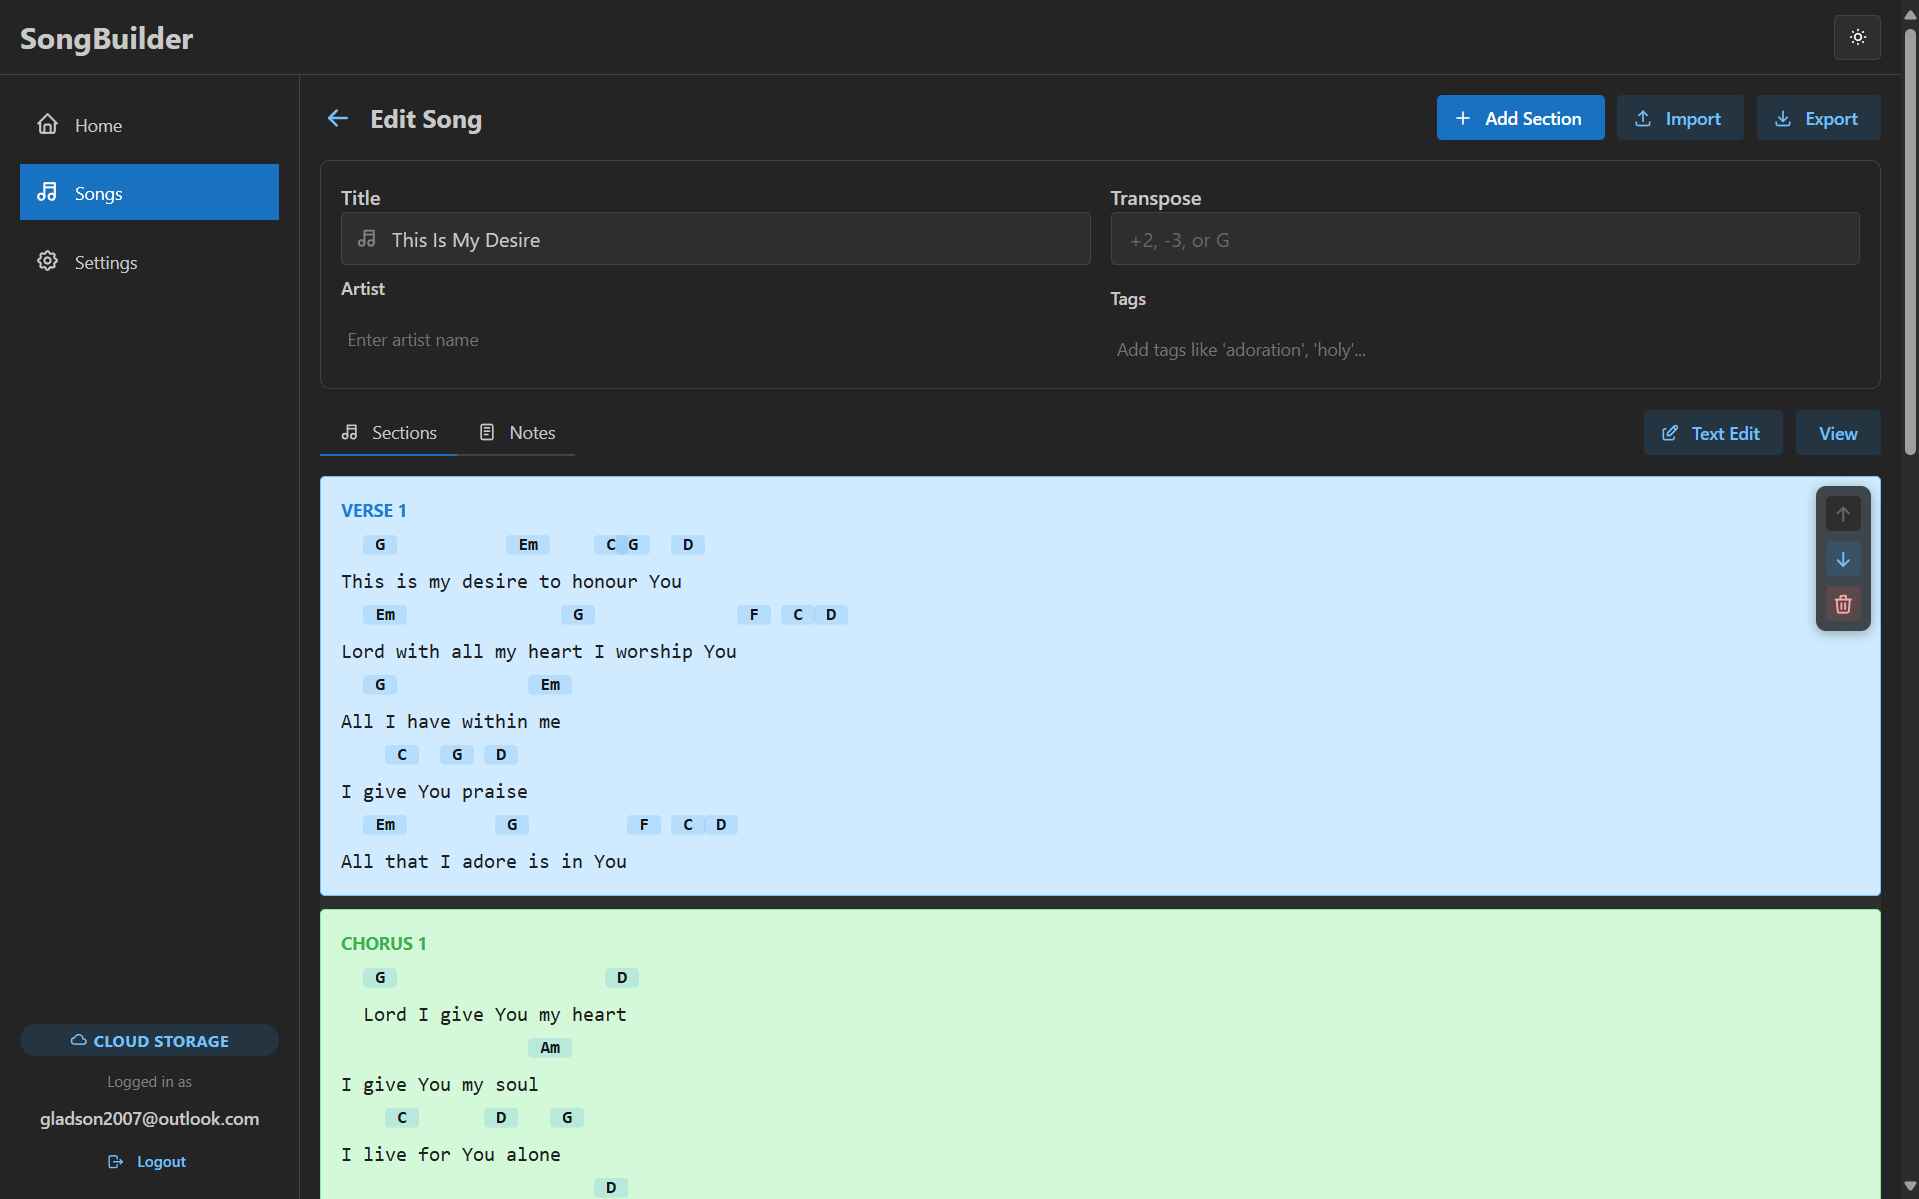 SongBuilder
Home
Songs
Settings
CLOUD STORAGE
Logged in as
gladson2007@outlook.com
Logout
Edit Song
Add Section
Import
Export
Title
This Is My Desire
Transpose
+2, -3, or G
Artist
Enter artist name
Tags
Add tags like 'adoration', 'holy'...
Sections
Notes
Text Edit
View
VERSE 1
G Em C G D
This is my desire to honour You
Em G F C D
Lord with all my heart I worship You
G Em
All I have within me
C G D
I give You praise
Em G F C D
All that I adore is in You
CHORUS 1
G D
Lord I give You my heart
Am
I give You my soul
C D G
I live for You alone
D